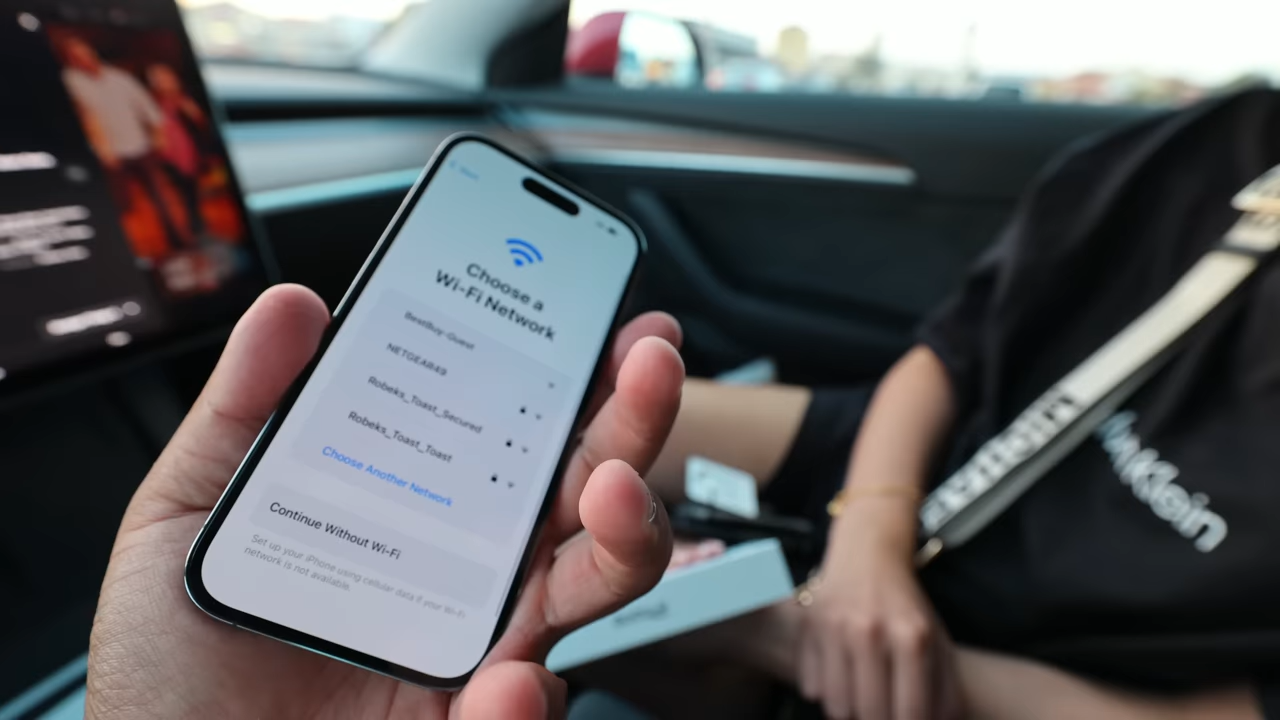 Choose a
Wi-Fi Network
BestBuy-Guest
NETGEAR49
Robeks_Toast_Secured
Robeks_Toast_Toast
Choose Another Network
Continue Without Wi-Fi
Set up your iPhone using cellular data if your Wi-Fi
network is not available.
Klein